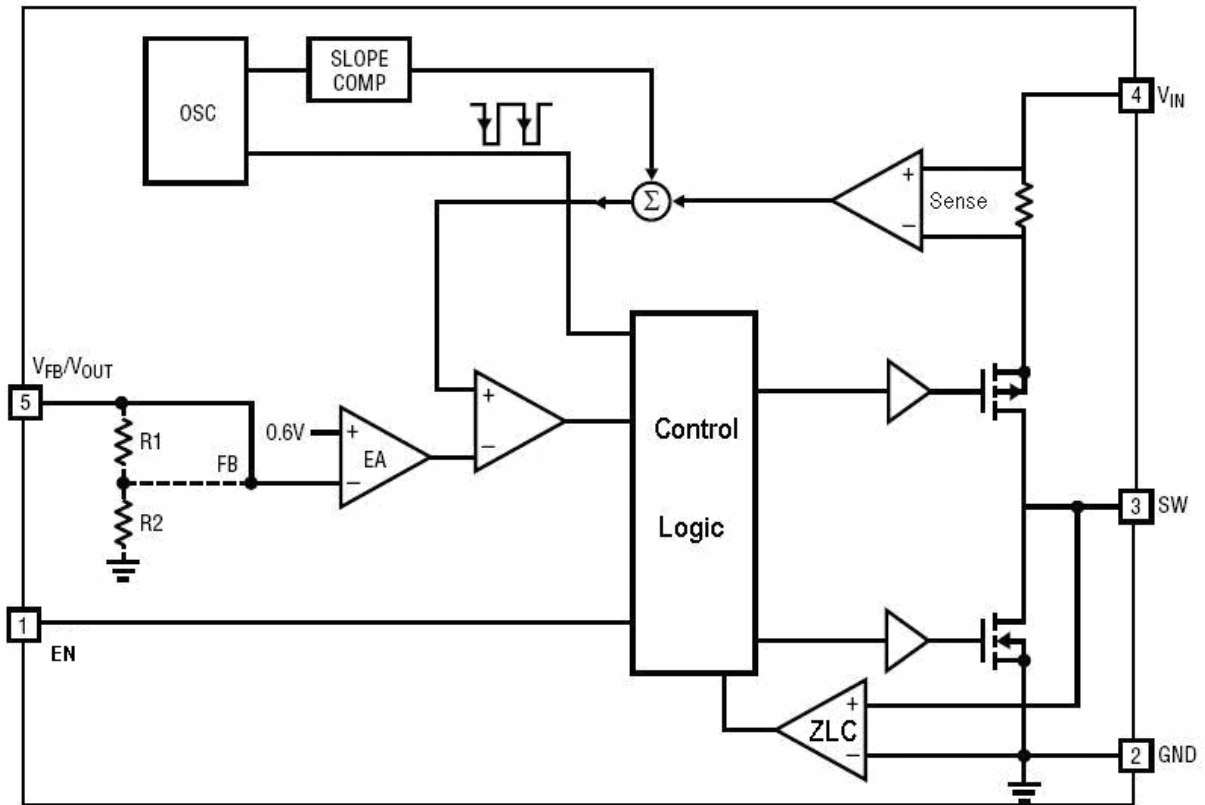 SLOPE
COMP
OSC
4
V_IN
+
Sense
−
Σ
V_FB/V_OUT
5
R1
0.6V
+
EA
−
FB
R2
+
−
Control
Logic
3
SW
1
EN
+
ZLC
−
2
GND